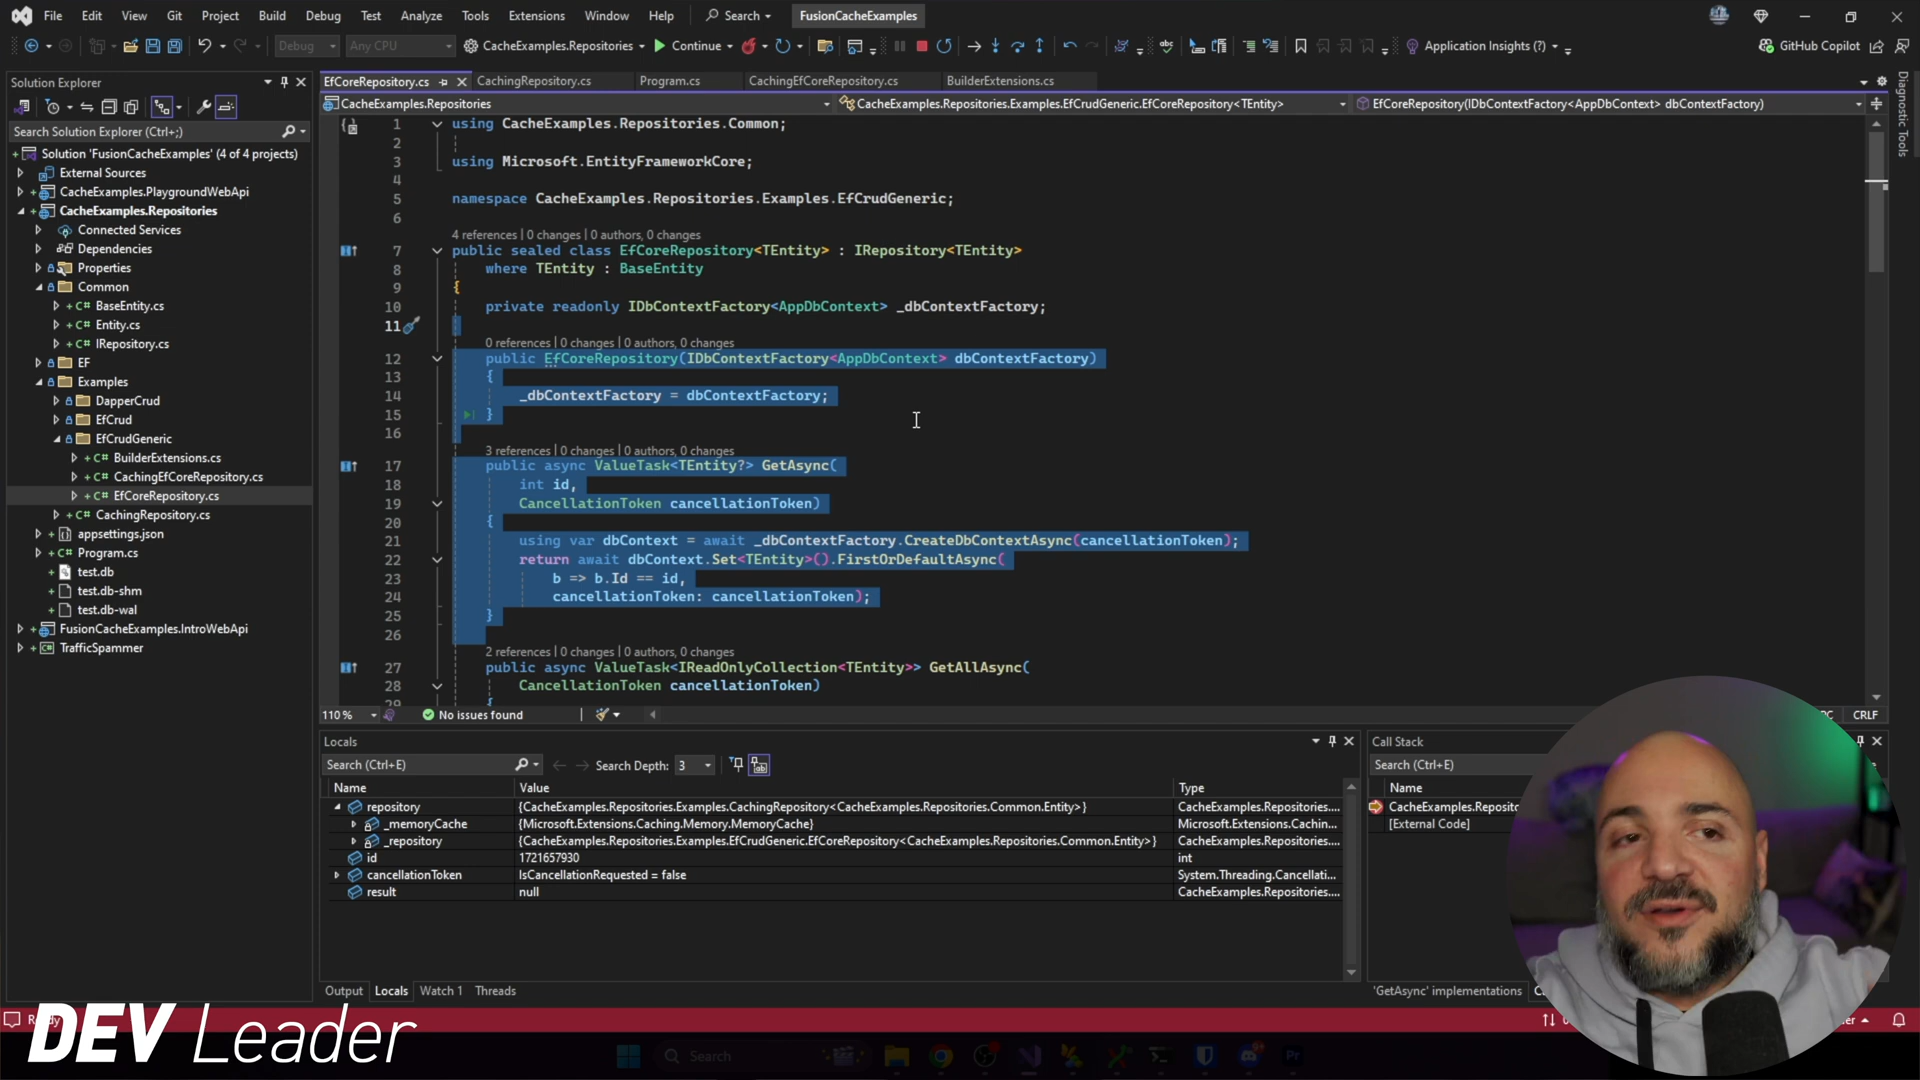 File Edit View Git Project Build Debug Test Analyze Tools Extensions Window Help Search FusionCacheExamples
Debug Any CPU CacheExamples.Repositories Continue Application Insights (?) GitHub Copilot
Solution Explorer
Search Solution Explorer (Ctrl+;)
Solution 'FusionCacheExamples' (4 of 4 projects)
External Sources
CacheExamples.PlaygroundWebApi
CacheExamples.Repositories
Connected Services
Dependencies
Properties
Common
C# BaseEntity.cs
C# Entity.cs
C# IRepository.cs
EF
Examples
DapperCrud
EfCrud
EfCrudGeneric
C# BuilderExtensions.cs
C# CachingEfCoreRepository.cs
C# EfCoreRepository.cs
C# CachingRepository.cs
appsettings.json
C# Program.cs
test.db
test.db-shm
test.db-wal
FusionCacheExamples.IntroWebApi
TrafficSpammer
EfCoreRepository.cs CachingRepository.cs Program.cs CachingEfCoreRepository.cs BuilderExtensions.cs
CacheExamples.Repositories CacheExamples.Repositories.Examples.EfCrudGeneric.EfCoreRepository<TEntity> EfCoreRepository(IDbContextFactory<AppDbContext> dbContextFactory)
1 using CacheExamples.Repositories.Common;
2
3 using Microsoft.EntityFrameworkCore;
4
5 namespace CacheExamples.Repositories.Examples.EfCrudGeneric;
6
4 references | 0 changes | 0 authors, 0 changes
7 public sealed class EfCoreRepository<TEntity> : IRepository<TEntity>
8 where TEntity : BaseEntity
9 {
10 private readonly IDbContextFactory<AppDbContext> _dbContextFactory;
11
0 references | 0 changes | 0 authors, 0 changes
12 public EfCoreRepository(IDbContextFactory<AppDbContext> dbContextFactory)
13 {
14 _dbContextFactory = dbContextFactory;
15 }
16
3 references | 0 changes | 0 authors, 0 changes
17 public async ValueTask<TEntity?> GetAsync(
18 int id,
19 CancellationToken cancellationToken)
20 {
21 using var dbContext = await _dbContextFactory.CreateDbContextAsync(cancellationToken);
22 return await dbContext.Set<TEntity>().FirstOrDefaultAsync(
23 b => b.Id == id,
24 cancellationToken: cancellationToken);
25 }
26
2 references | 0 changes | 0 authors, 0 changes
27 public async ValueTask<IReadOnlyCollection<TEntity>> GetAllAsync(
28 CancellationToken cancellationToken)
29 {
110 % No issues found CRLF
Diagnostic Tools
Locals
Search (Ctrl+E) Search Depth: 3
Name Value Type
repository {CacheExamples.Repositories.Examples.CachingRepository<CacheExamples.Repositories.Common.Entity>} CacheExamples.Repositories....
_memoryCache {Microsoft.Extensions.Caching.Memory.MemoryCache} Microsoft.Extensions.Cachin...
_repository {CacheExamples.Repositories.Examples.EfCrudGeneric.EfCoreRepository<CacheExamples.Repositories.Common.Entity>} CacheExamples.Repositories....
id 1721657930 int
cancellationToken IsCancellationRequested = false System.Threading.Cancellati...
result null CacheExamples.Repositories....
Output Locals Watch 1 Threads
Call Stack
Search (Ctrl+E)
Name
CacheExamples.Reposito
[External Code]
'GetAsync' implementations
DEV Leader
Search